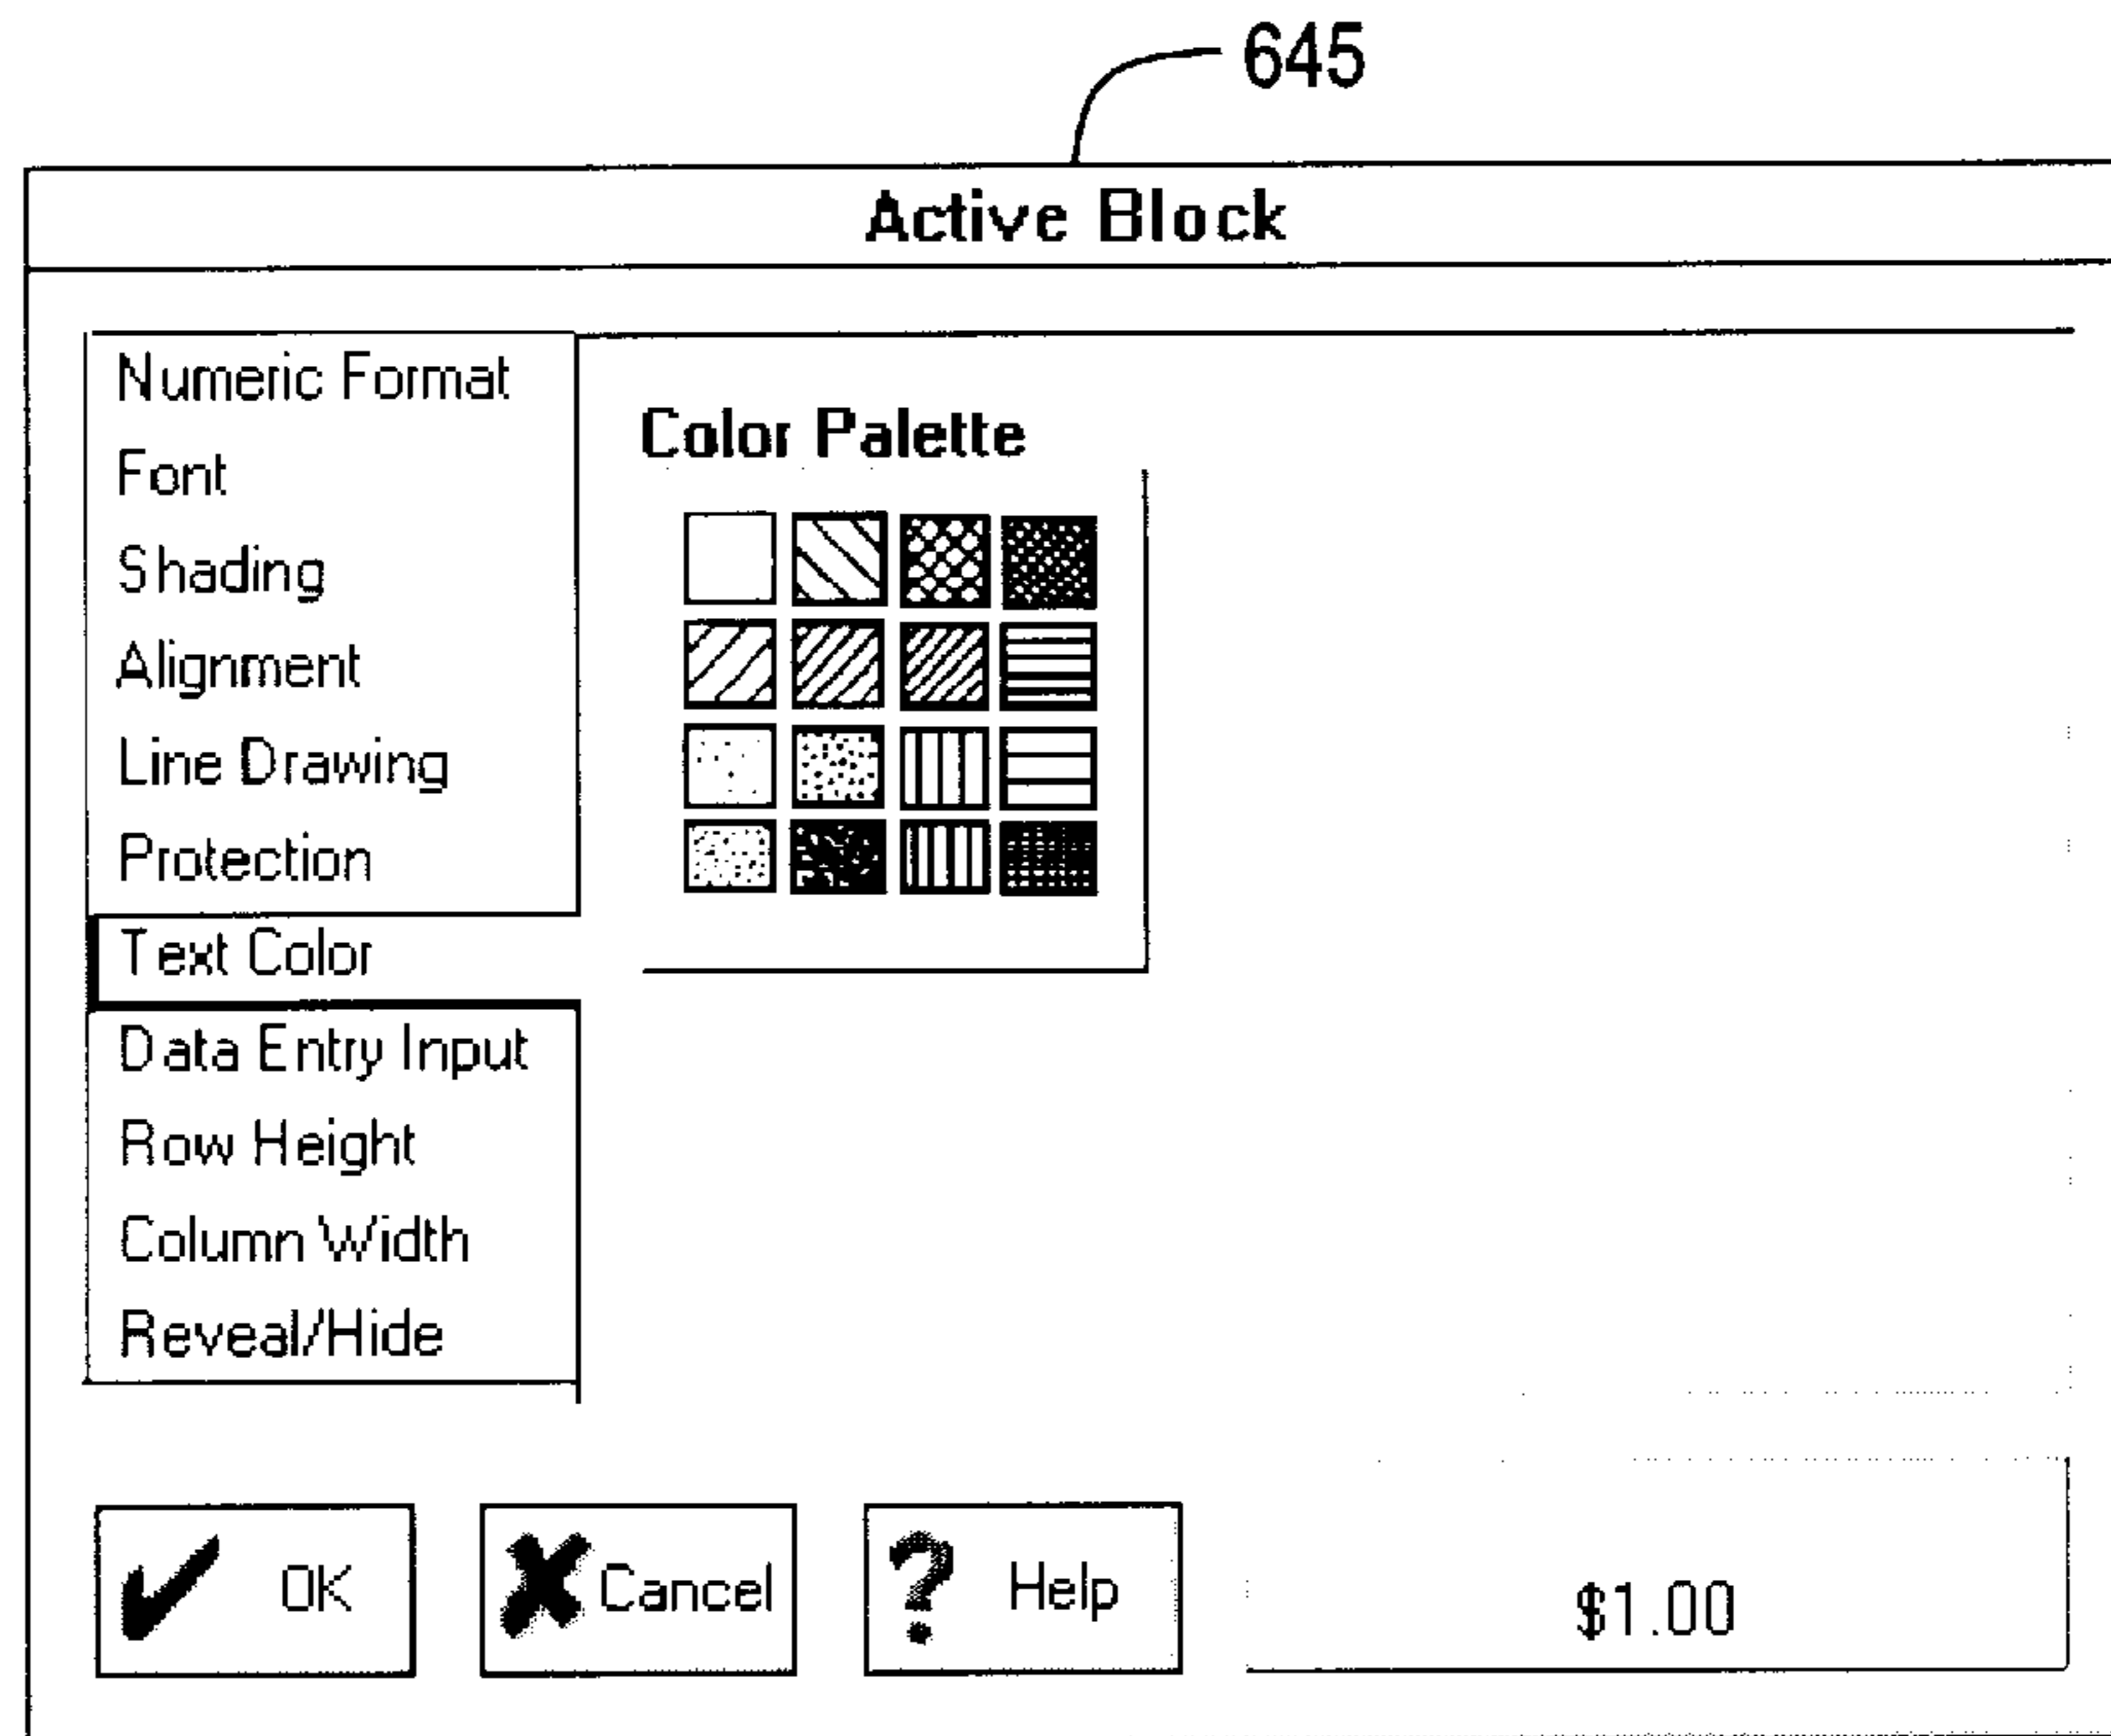 645
Active Block
Numeric Format
Font
Shading
Alignment
Line Drawing
Protection
Text Color
Data Entry Input
Row Height
Column Width
Reveal/Hide
Color Palette
OK
Cancel
? Help
$1.00